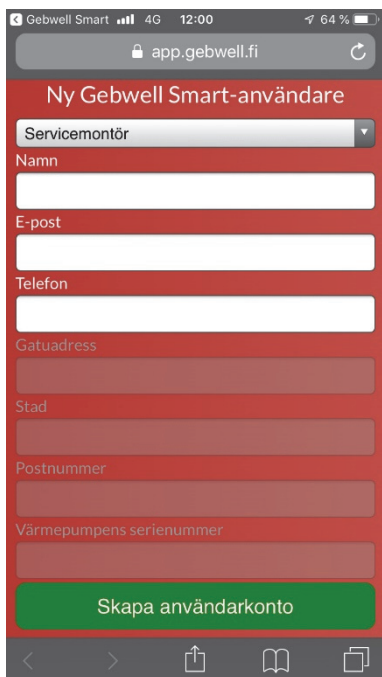 Gebwell Smart 4G 12:00 64 %
app.gebwell.fi
Ny Gebwell Smart-användare
Servicemontör
Namn
E-post
Telefon
Gatuadress
Stad
Postnummer
Värmepumpens serienummer
Skapa användarkonto